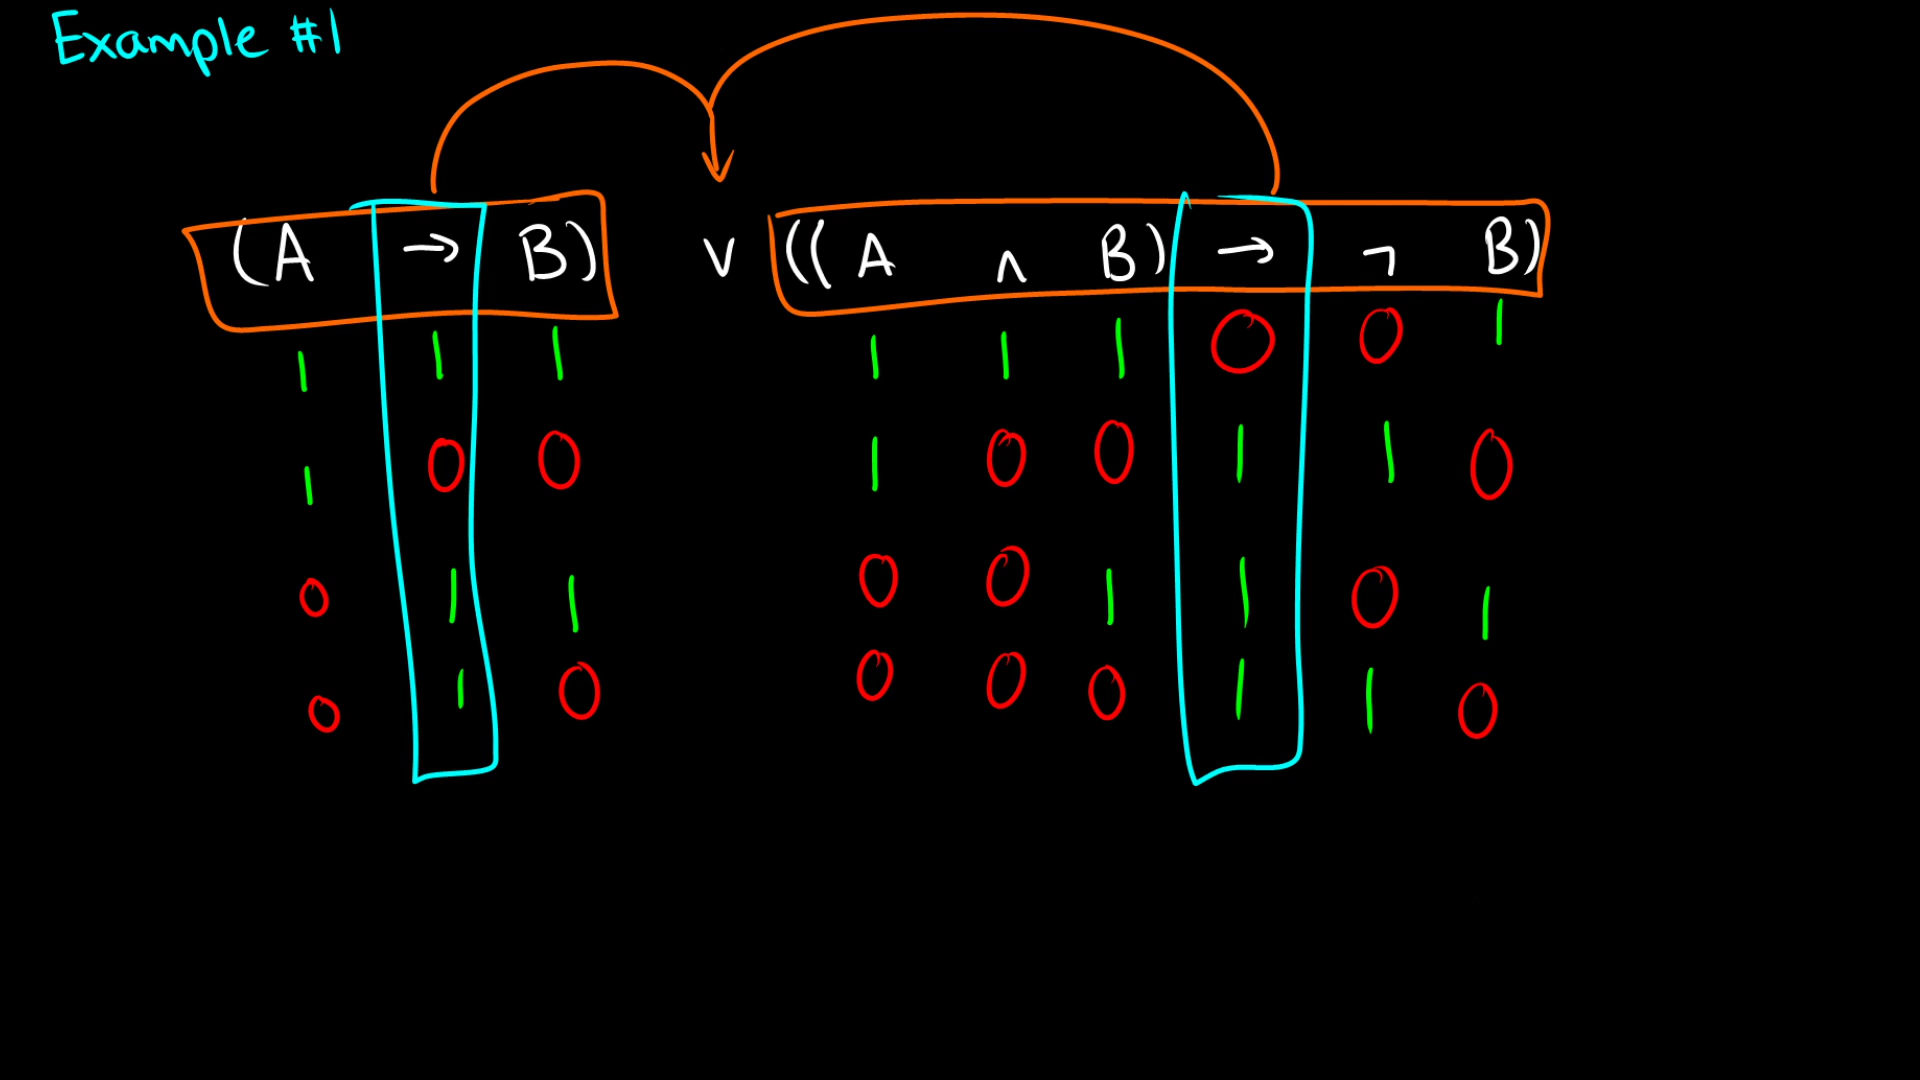 Example #1
(A → B) ∨ ((A ∧ B) → ¬ B)
1 1 1 1 1 1 0 0 1
1 0 0 1 0 0 1 1 0
0 1 1 0 0 1 1 0 1
0 1 0 0 0 0 1 1 0